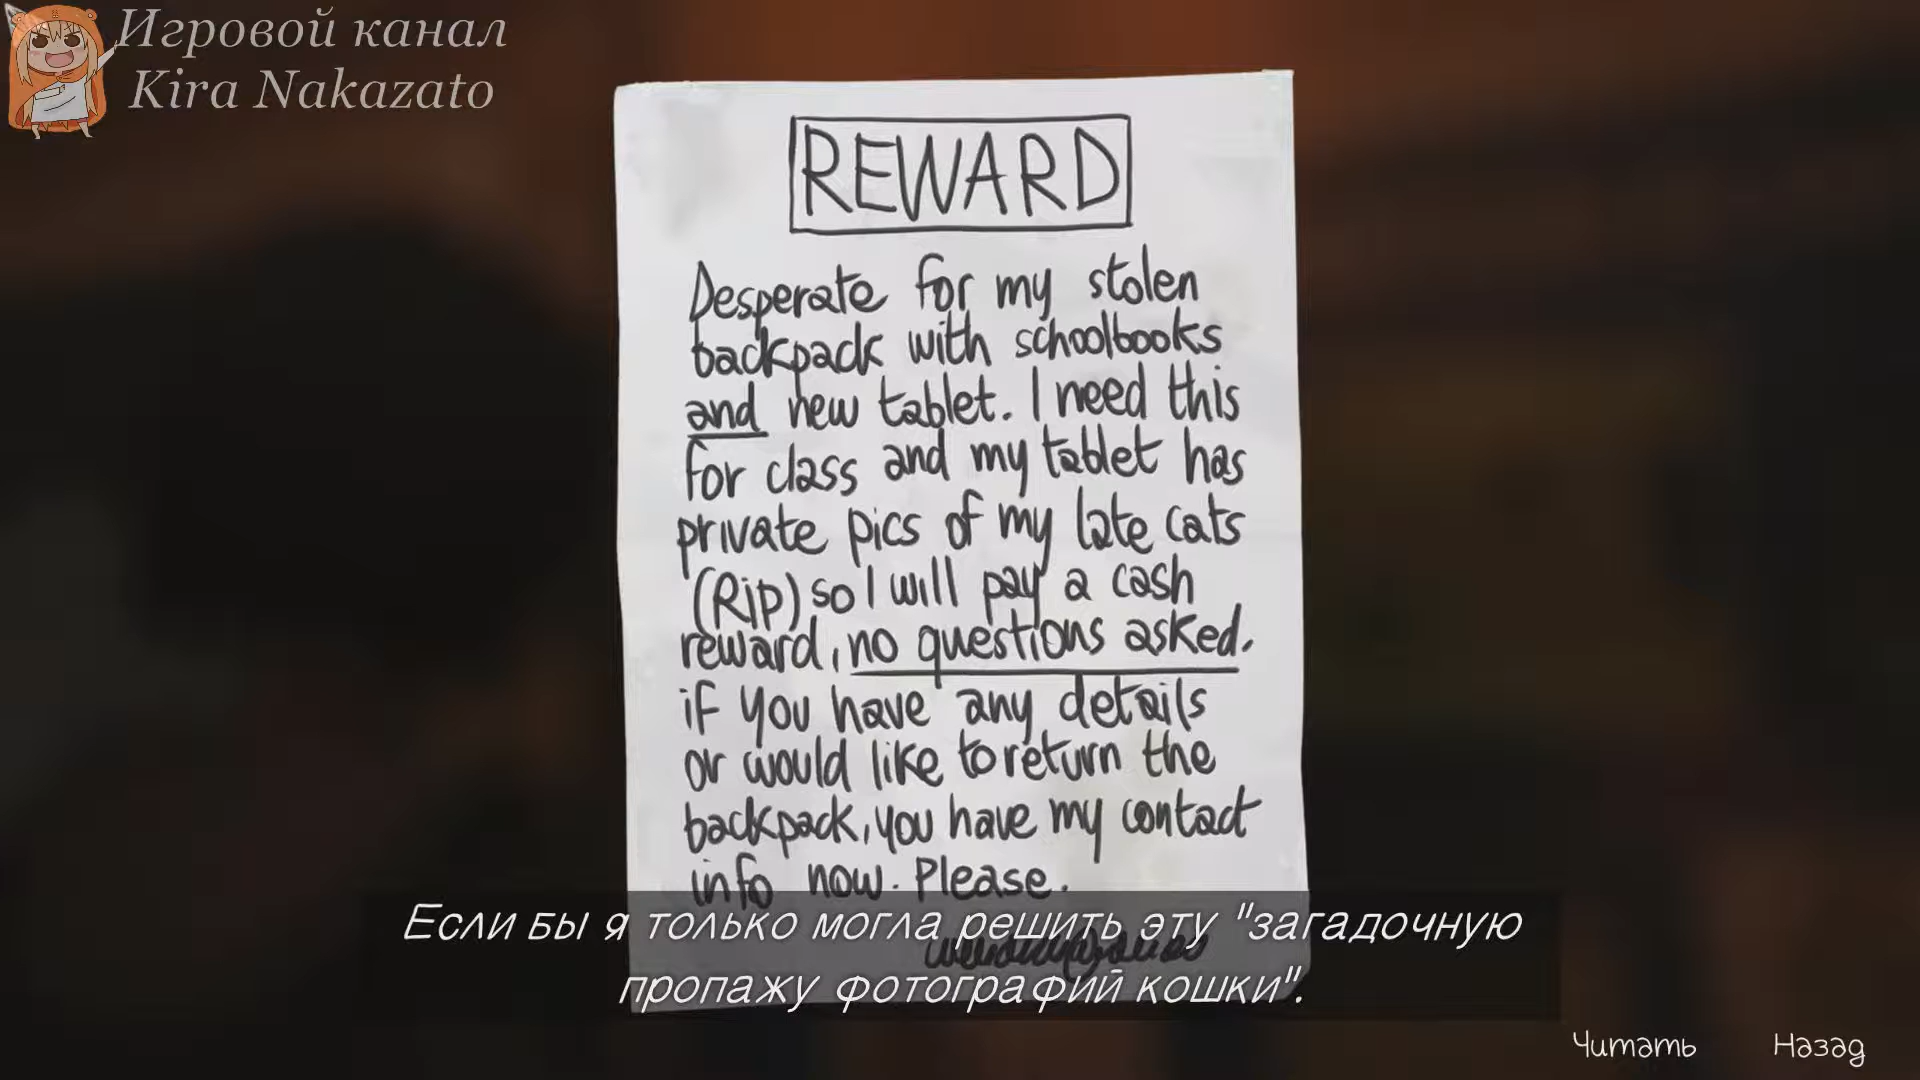 Игровой канал
Kira Nakazato
REWARD
Desperate for my stolen
backpack with schoolbooks
and new tablet. I need this
for class and my tablet has
private pics of my late cats
(Rip) so I will pay a cash
reward, no questions asked.
if you have any details
or would like to return the
backpack, you have my contact
info now. Please.
Если бы я только могла решить эту "загадочную
пропажу фотографий кошки".
Читать Назад